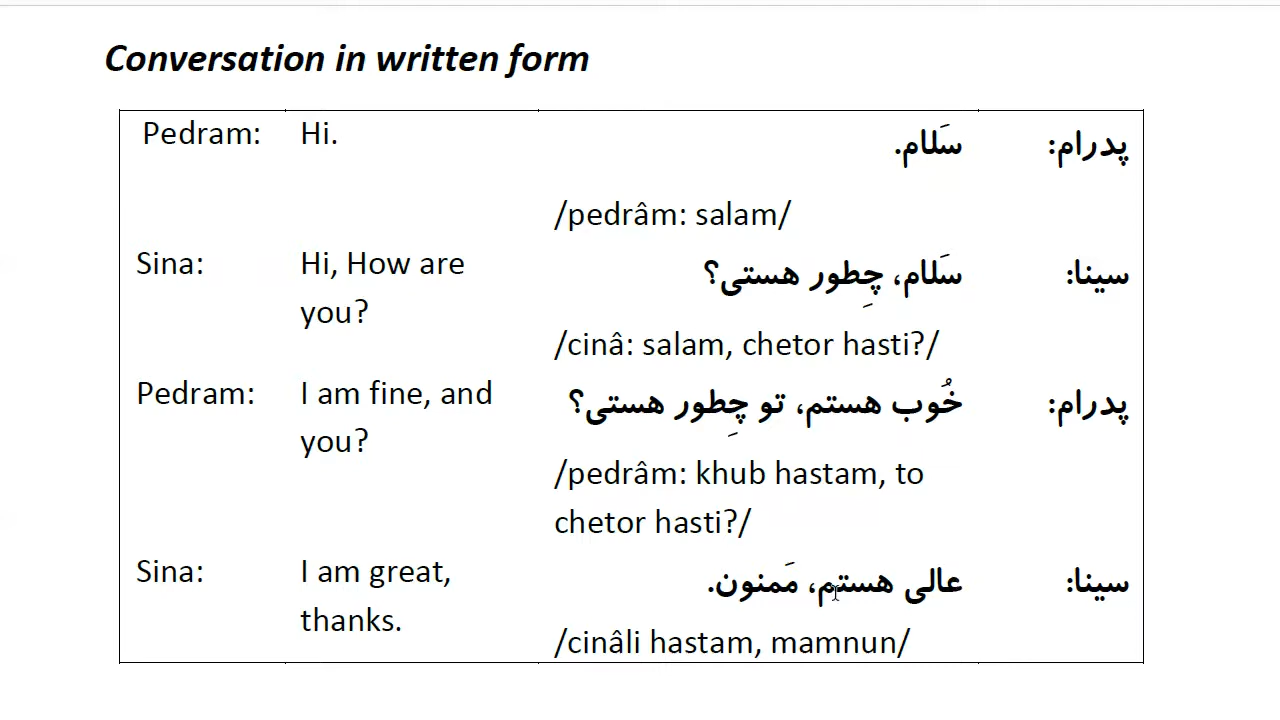 Conversation in written form
Pedram: Hi. سَلام. پدرام:
/pedrâm: salam/
Sina: Hi, How are سَلام، چِطور هستی؟ سینا:
you?
/cinâ: salam, chetor hasti?/
Pedram: I am fine, and خُوب هستم، تو چِطور هستی؟ پدرام:
you?
/pedrâm: khub hastam, to
chetor hasti?/
Sina: I am great, عالی هستم، مَمنون. سینا:
thanks.
/cinâli hastam, mamnun/